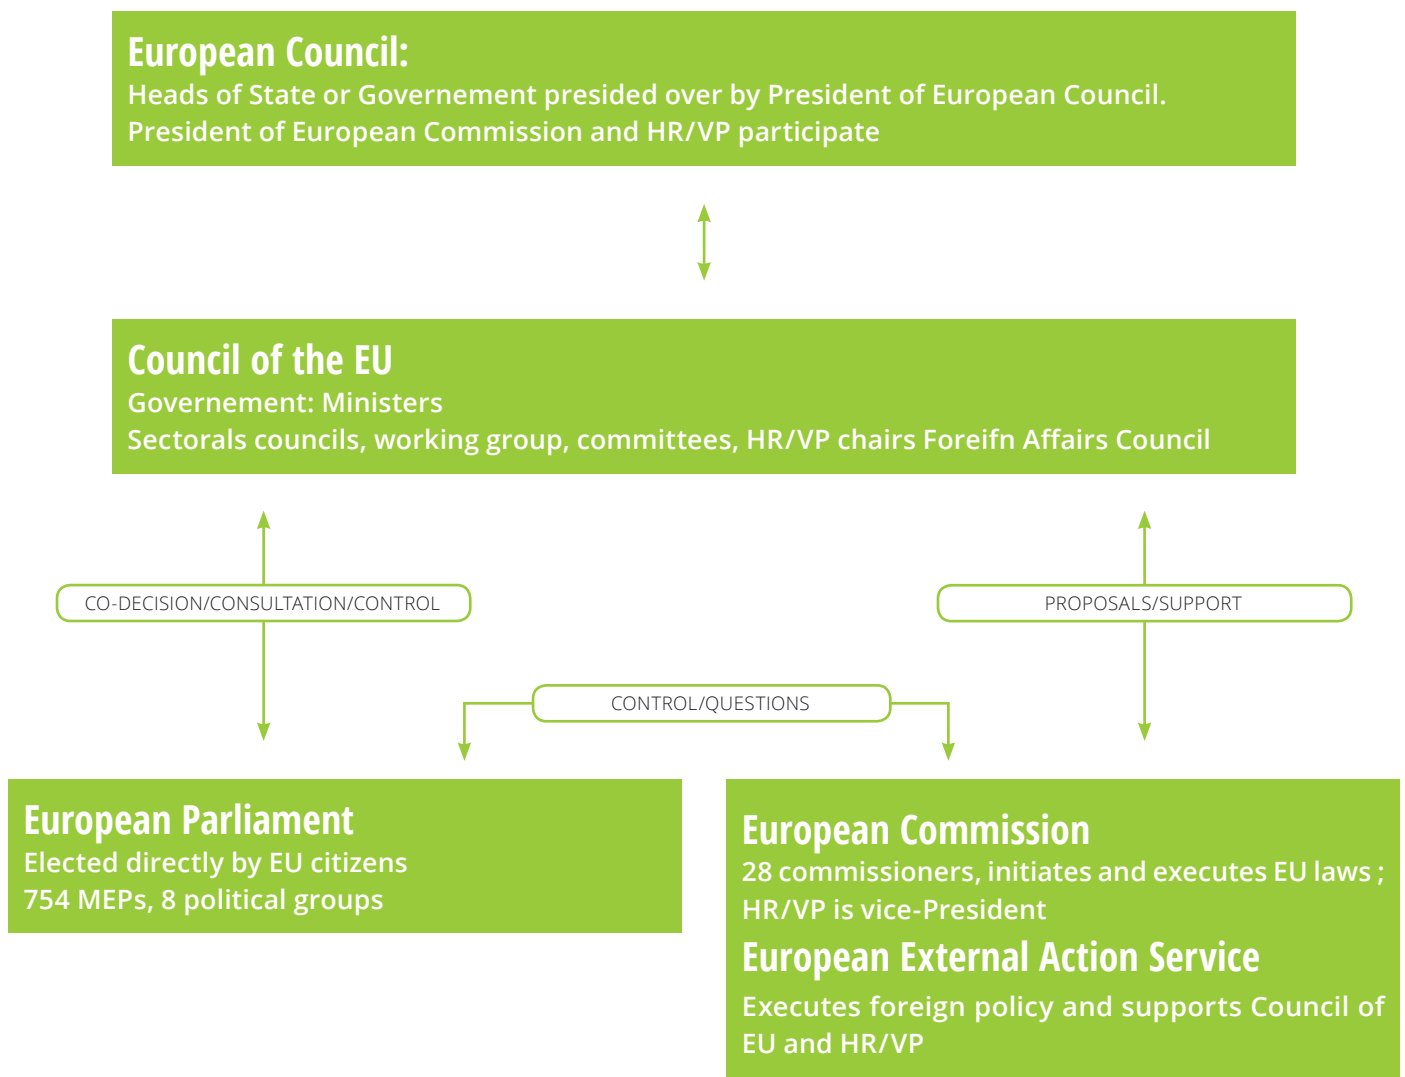 European Council:
Heads of State or Governement presided over by President of European Council.
President of European Commission and HR/VP participate
Council of the EU
Governement: Ministers
Sectorals councils, working group, committees, HR/VP chairs Foreifn Affairs Council
CO-DECISION/CONSULTATION/CONTROL
PROPOSALS/SUPPORT
CONTROL/QUESTIONS
European Parliament
Elected directly by EU citizens
754 MEPs, 8 political groups
European Commission
28 commissioners, initiates and executes EU laws ;
HR/VP is vice-President
European External Action Service
Executes foreign policy and supports Council of
EU and HR/VP